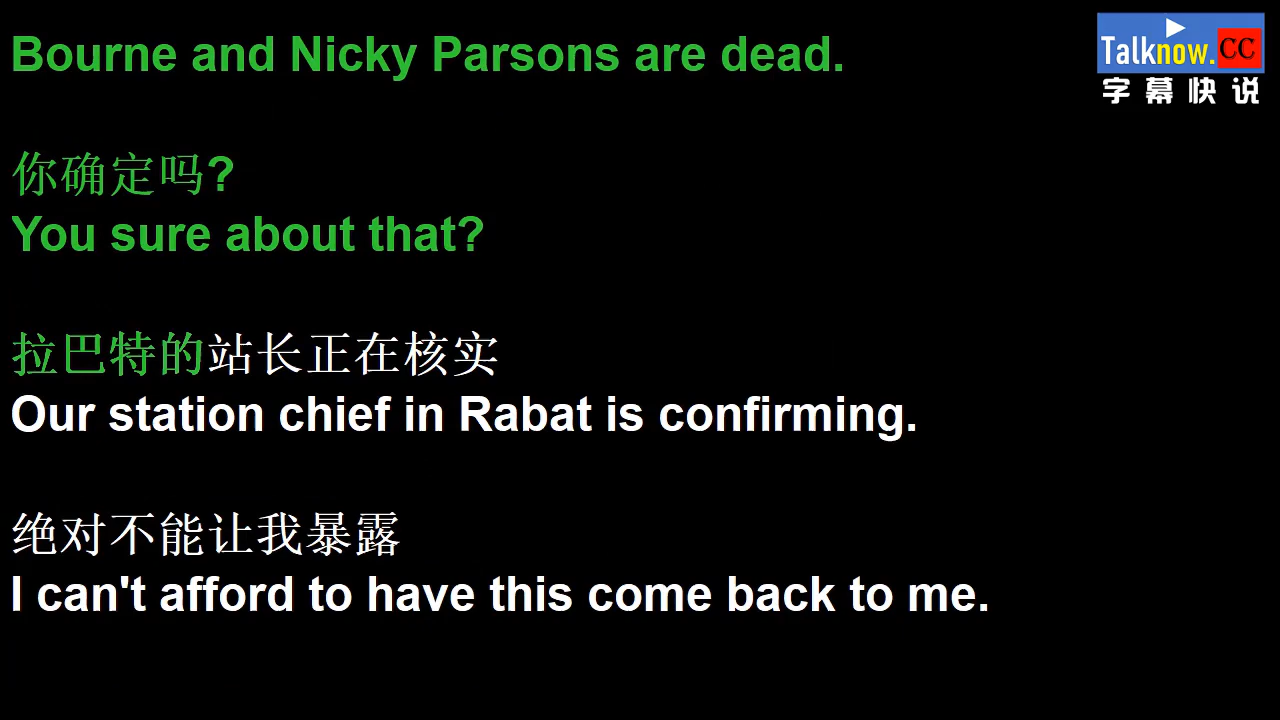 Bourne and Nicky Parsons are dead.
Talknow.CC
字幕快说
你确定吗?
You sure about that?
拉巴特的站长正在核实
Our station chief in Rabat is confirming.
绝对不能让我暴露
I can't afford to have this come back to me.